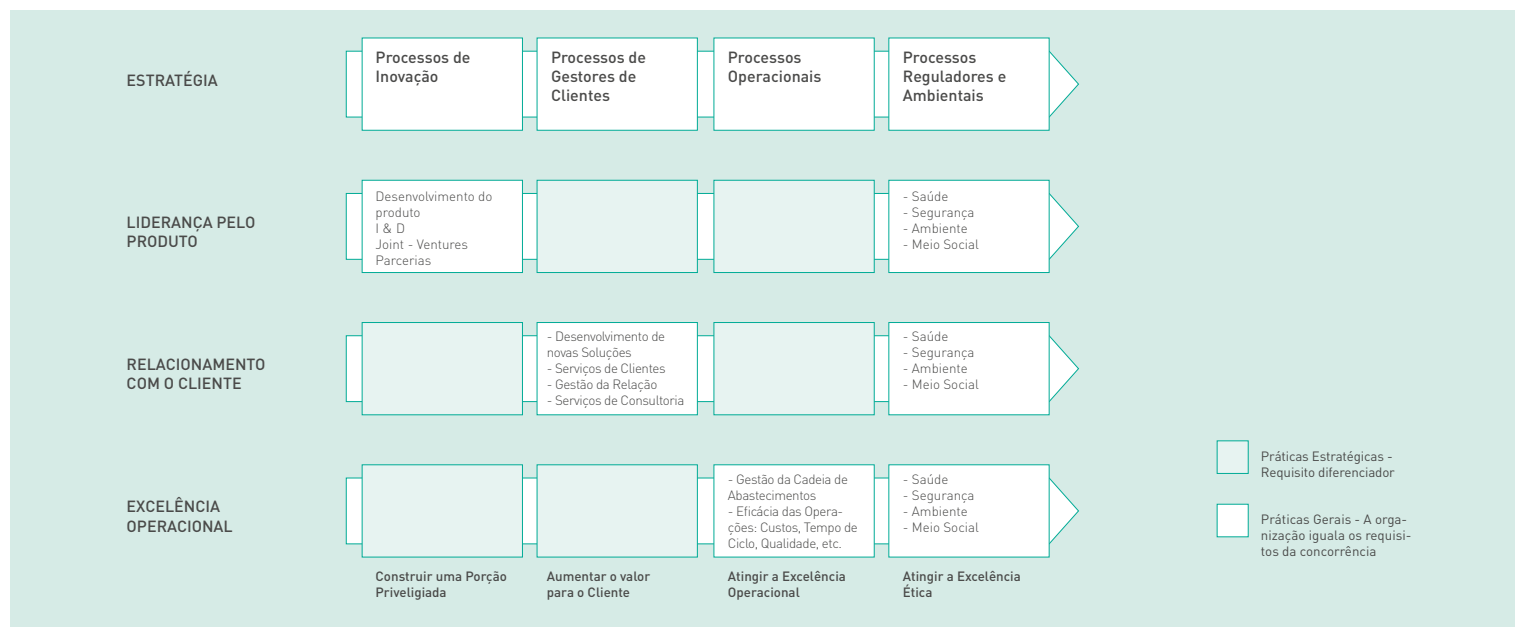 ESTRATÉGIA
Processos de
Inovação
Processos de
Gestores de
Clientes
Processos
Operacionais
Processos
Reguladores e
Ambientais
LIDERANÇA PELO
PRODUTO
Desenvolvimento do
produto
I & D
Joint - Ventures
Parcerias
- Saúde
- Segurança
- Ambiente
- Meio Social
RELACIONAMENTO
COM O CLIENTE
- Desenvolvimento de
novas Soluções
- Serviços de Clientes
- Gestão da Relação
- Serviços de Consultoria
- Saúde
- Segurança
- Ambiente
- Meio Social
EXCELÊNCIA
OPERACIONAL
- Gestão da Cadeia de
Abastecimentos
- Eficácia das Opera-
ções: Custos, Tempo de
Ciclo, Qualidade, etc.
- Saúde
- Segurança
- Ambiente
- Meio Social
Construir uma Porção
Priveligiada
Aumentar o valor
para o Cliente
Atingir a Excelência
Operacional
Atingir a Excelência
Ética
Práticas Estratégicas -
Requisito diferenciador
Práticas Gerais - A orga-
nização iguala os requisi-
tos da concorrência